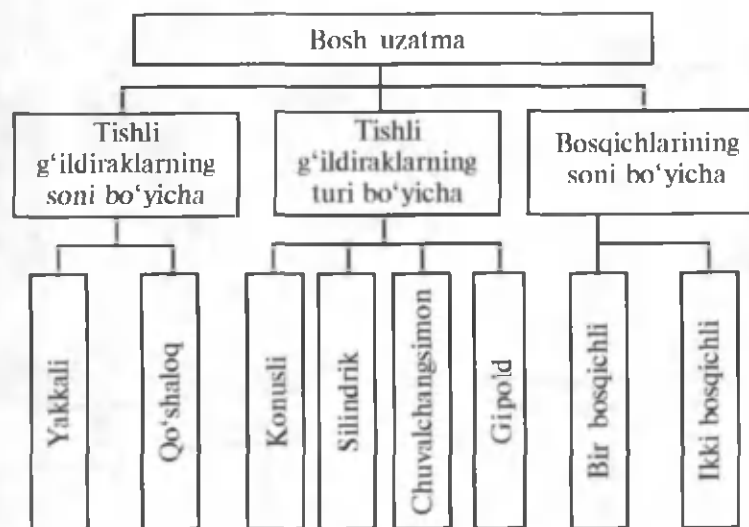 Bosh uzatma
Tishli
g‘ildiraklarning
soni bo‘yicha
Tishli
g‘ildiraklarning
turi bo‘yicha
Bosqichlarining
soni bo‘yicha
Yakkali
Qo‘shaloq
Konusli
Silindrik
Chuvalchangsimon
Gipoid
Bir bosqichli
Ikki bosqichli